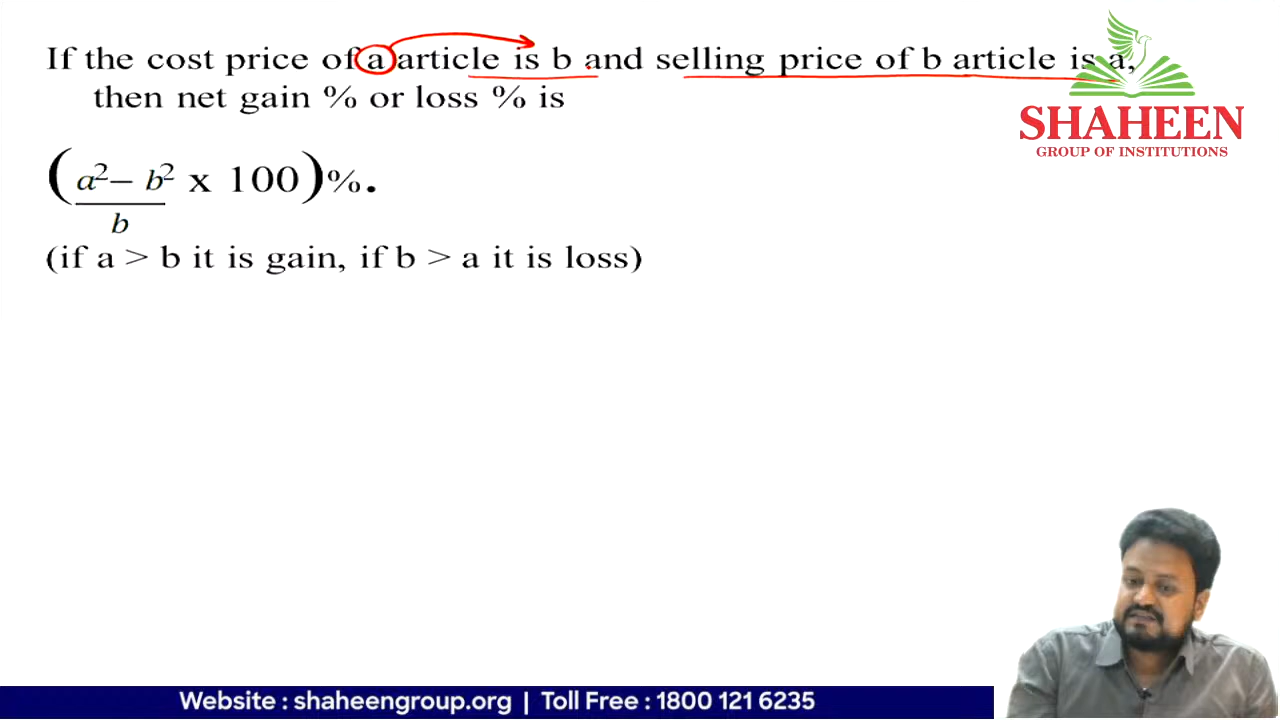 If the cost price of a article is b and selling price of b article is a,
then net gain % or loss % is
(a²– b² x 100)%.
b
(if a > b it is gain, if b > a it is loss)
SHAHEEN
GROUP OF INSTITUTIONS
Website : shaheengroup.org | Toll Free : 1800 121 6235